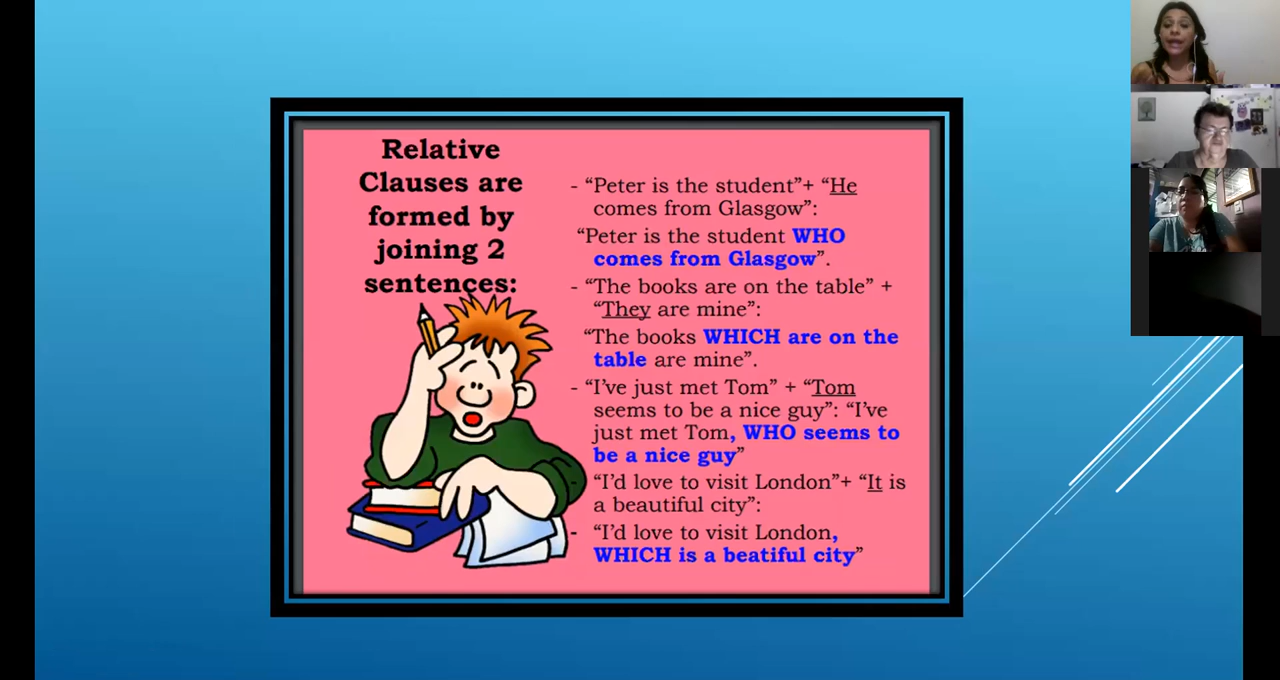 Relative
Clauses are
formed by
joining 2
sentences:
- “Peter is the student”+ “He
comes from Glasgow”:
“Peter is the student WHO
comes from Glasgow”.
- “The books are on the table” +
“They are mine”:
“The books WHICH are on the
table are mine”.
- “I’ve just met Tom” + “Tom
seems to be a nice guy”: “I’ve
just met Tom, WHO seems to
be a nice guy”
- “I’d love to visit London”+ “It is
a beautiful city”:
- “I’d love to visit London,
WHICH is a beatiful city”